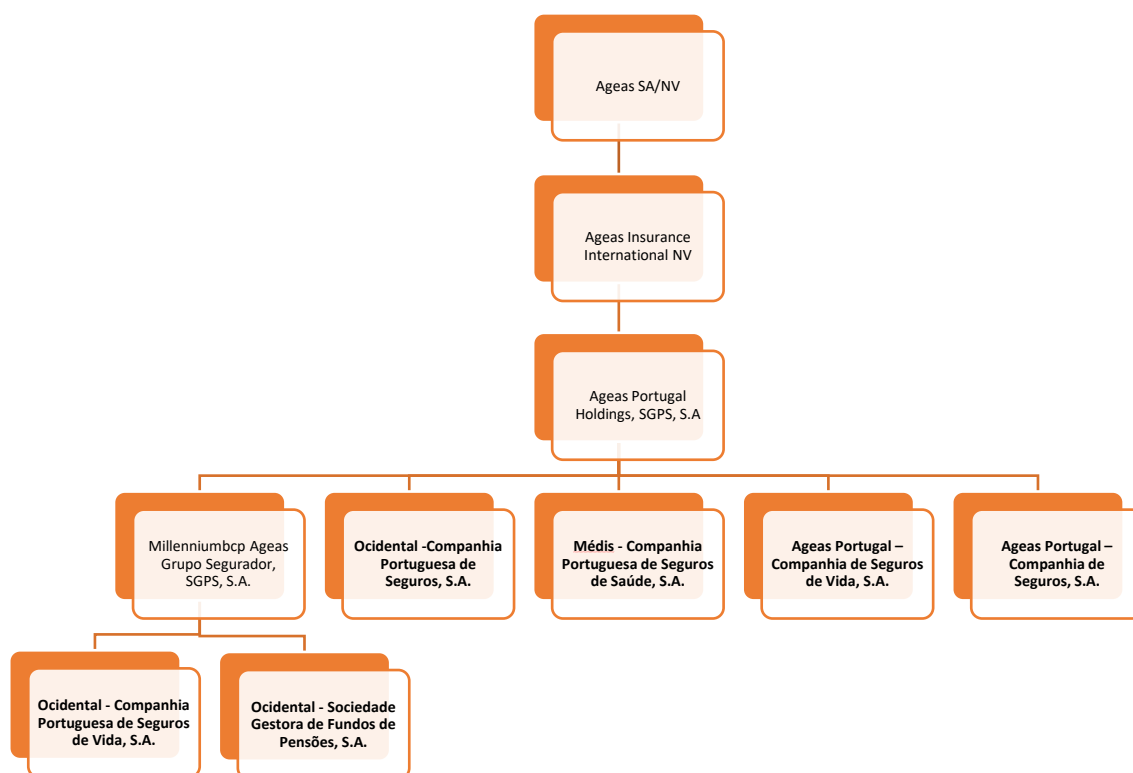 Ageas SA/NV
Ageas Insurance
International NV
Ageas Portugal
Holdings, SGPS, S.A
Millenniumbcp Ageas
Grupo Segurador,
SGPS, S.A.
Ocidental -Companhia
Portuguesa de
Seguros, S.A.
Médis - Companhia
Portuguesa de Seguros
de Saúde, S.A.
Ageas Portugal –
Companhia de Seguros
de Vida, S.A.
Ageas Portugal –
Companhia de
Seguros, S.A.
Ocidental - Companhia
Portuguesa de Seguros
de Vida, S.A.
Ocidental - Sociedade
Gestora de Fundos de
Pensões, S.A.